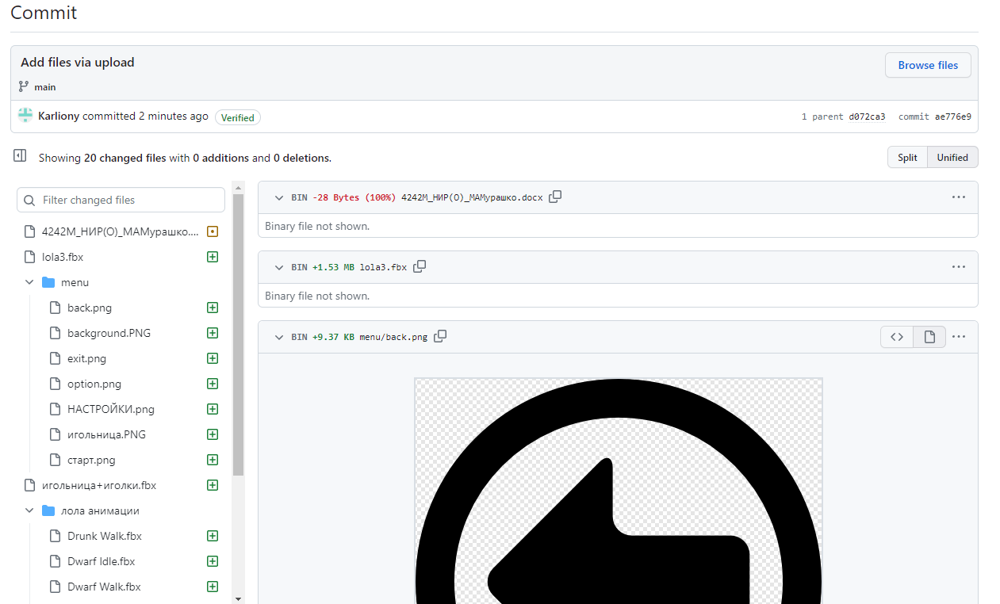 Commit
Add files via upload
Browse files
main
Karliony committed 2 minutes ago Verified
1 parent d072ca3 commit ae776e9
Showing 20 changed files with 0 additions and 0 deletions.
Split Unified
Filter changed files
4242М_НИР(О)_МАМурашко....
lola3.fbx
menu
back.png
background.PNG
exit.png
option.png
НАСТРОЙКИ.png
игольница.PNG
старт.png
игольница+иголки.fbx
лола анимации
Drunk Walk.fbx
Dwarf Idle.fbx
Dwarf Walk.fbx
BIN -28 Bytes (100%) 4242М_НИР(О)_МАМурашко.docx
Binary file not shown.
BIN +1.53 MB lola3.fbx
Binary file not shown.
BIN +9.37 KB menu/back.png